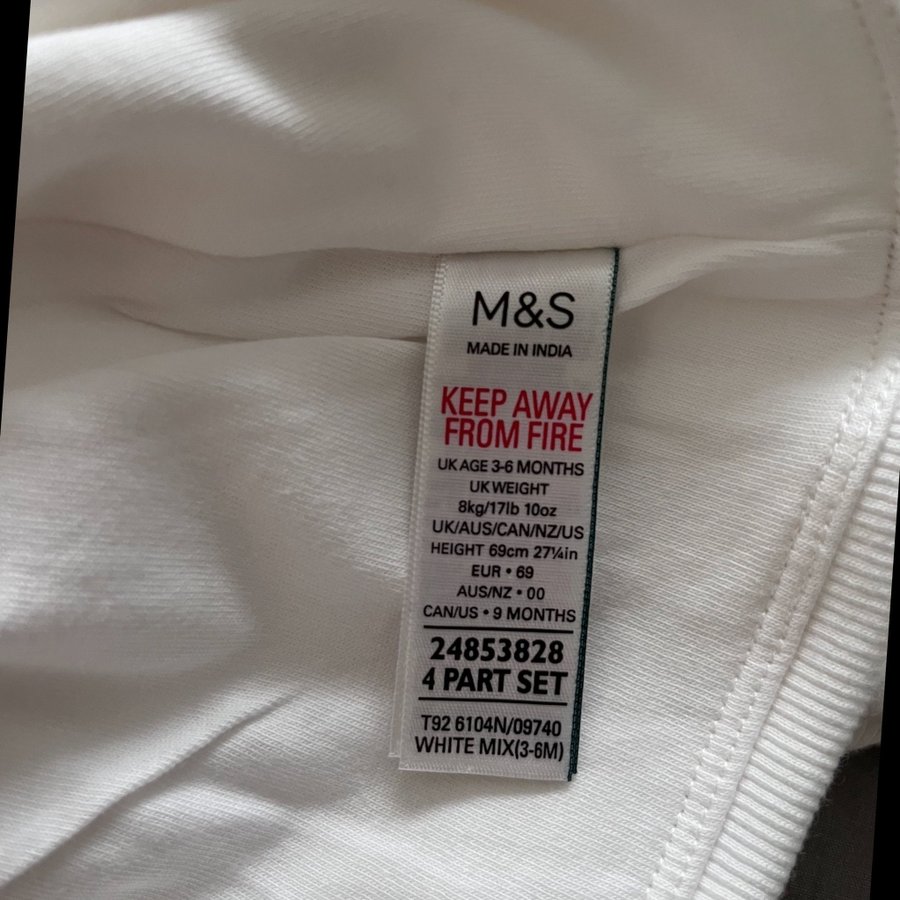 M&S
MADE IN INDIA
KEEP AWAY
FROM FIRE
UK AGE 3-6 MONTHS
UK WEIGHT
8kg/17lb 10oz
UK/AUS/CAN/NZ/US
HEIGHT 69cm 27¼in
EUR • 69
AUS/NZ • 00
CAN/US • 9 MONTHS
24853828
4 PART SET
T92 6104N/09740
WHITE MIX(3-6M)